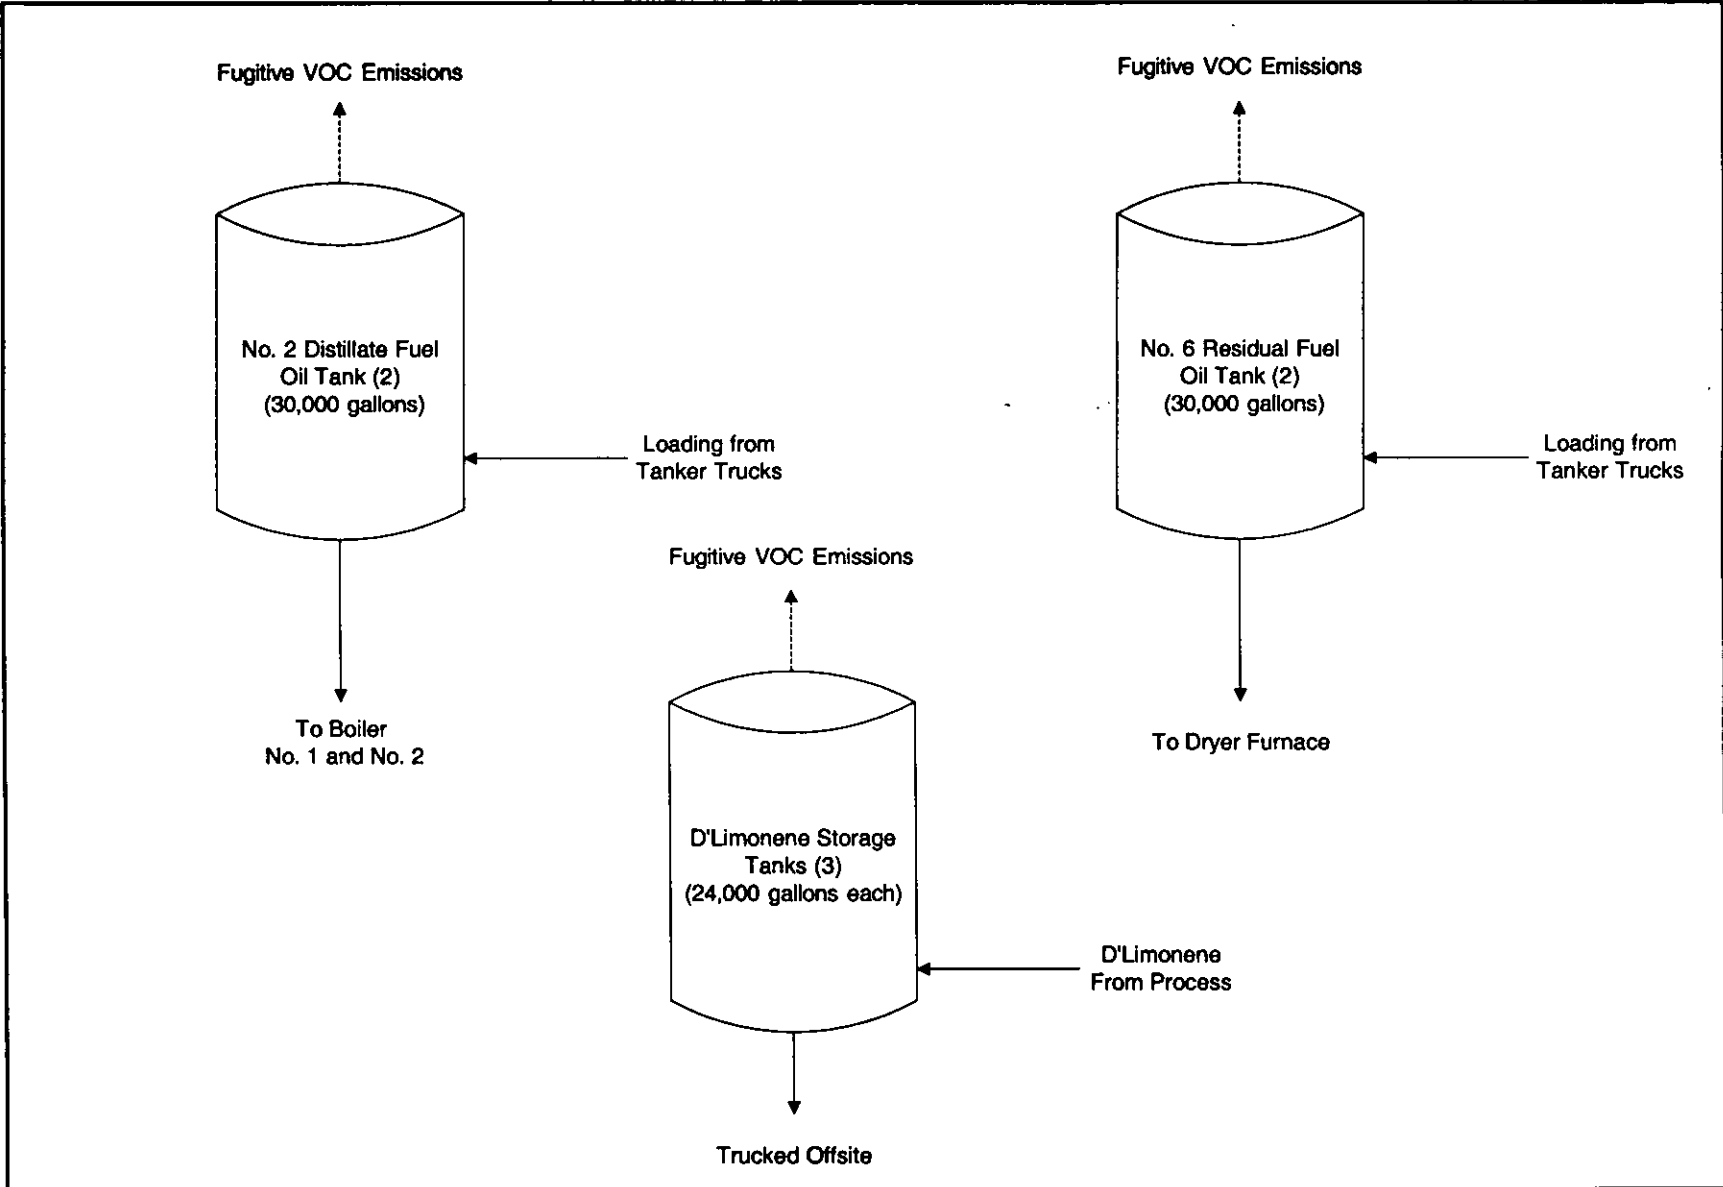 Fugitive VOC Emissions
No. 2 Distillate Fuel
Oil Tank (2)
(30,000 gallons)
Loading from
Tanker Trucks
To Boiler
No. 1 and No. 2
Fugitive VOC Emissions
No. 6 Residual Fuel
Oil Tank (2)
(30,000 gallons)
Loading from
Tanker Trucks
To Dryer Furnace
Fugitive VOC Emissions
D'Limonene Storage
Tanks (3)
(24,000 gallons each)
D'Limonene
From Process
Trucked Offsite